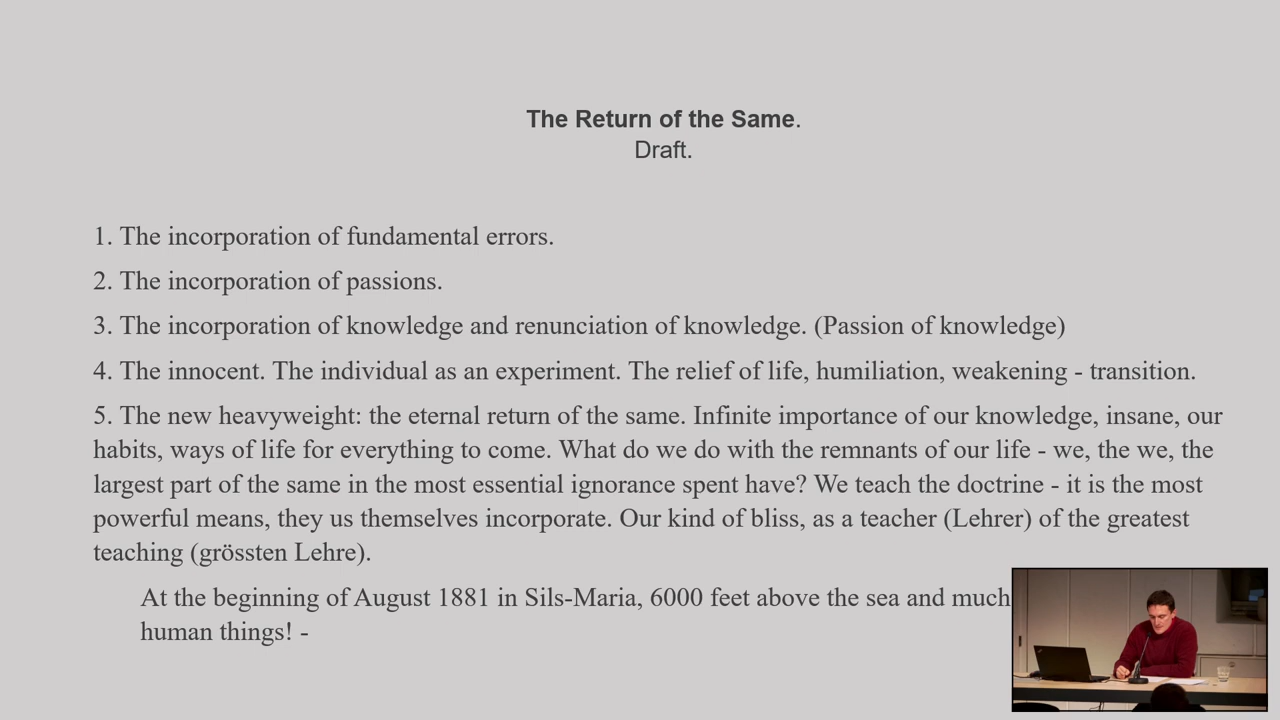 The Return of the Same.
Draft.
1. The incorporation of fundamental errors.
2. The incorporation of passions.
3. The incorporation of knowledge and renunciation of knowledge. (Passion of knowledge)
4. The innocent. The individual as an experiment. The relief of life, humiliation, weakening - transition.
5. The new heavyweight: the eternal return of the same. Infinite importance of our knowledge, insane, our
habits, ways of life for everything to come. What do we do with the remnants of our life - we, the we, the
largest part of the same in the most essential ignorance spent have? We teach the doctrine - it is the most
powerful means, they us themselves incorporate. Our kind of bliss, as a teacher (Lehrer) of the greatest
teaching (grössten Lehre).
At the beginning of August 1881 in Sils-Maria, 6000 feet above the sea and much
human things! -